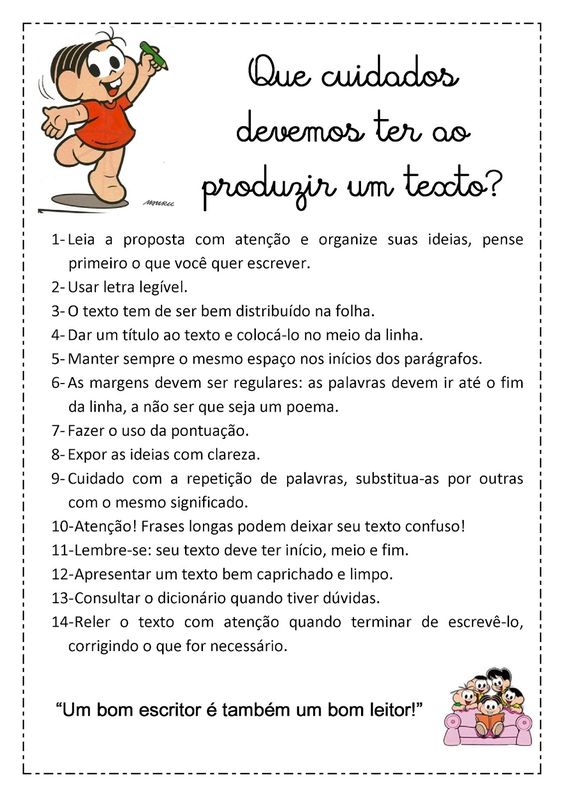 Que cuidados
devemos ter ao
produzir um texto?
1- Leia a proposta com atenção e organize suas ideias, pense
primeiro o que você quer escrever.
2- Usar letra legível.
3- O texto tem de ser bem distribuído na folha.
4- Dar um título ao texto e colocá-lo no meio da linha.
5- Manter sempre o mesmo espaço nos inícios dos parágrafos.
6- As margens devem ser regulares: as palavras devem ir até o fim
da linha, a não ser que seja um poema.
7- Fazer o uso da pontuação.
8- Expor as ideias com clareza.
9- Cuidado com a repetição de palavras, substitua-as por outras
com o mesmo significado.
10-Atenção! Frases longas podem deixar seu texto confuso!
11-Lembre-se: seu texto deve ter início, meio e fim.
12-Apresentar um texto bem caprichado e limpo.
13-Consultar o dicionário quando tiver dúvidas.
14-Reler o texto com atenção quando terminar de escrevê-lo,
corrigindo o que for necessário.
“Um bom escritor é também um bom leitor!”